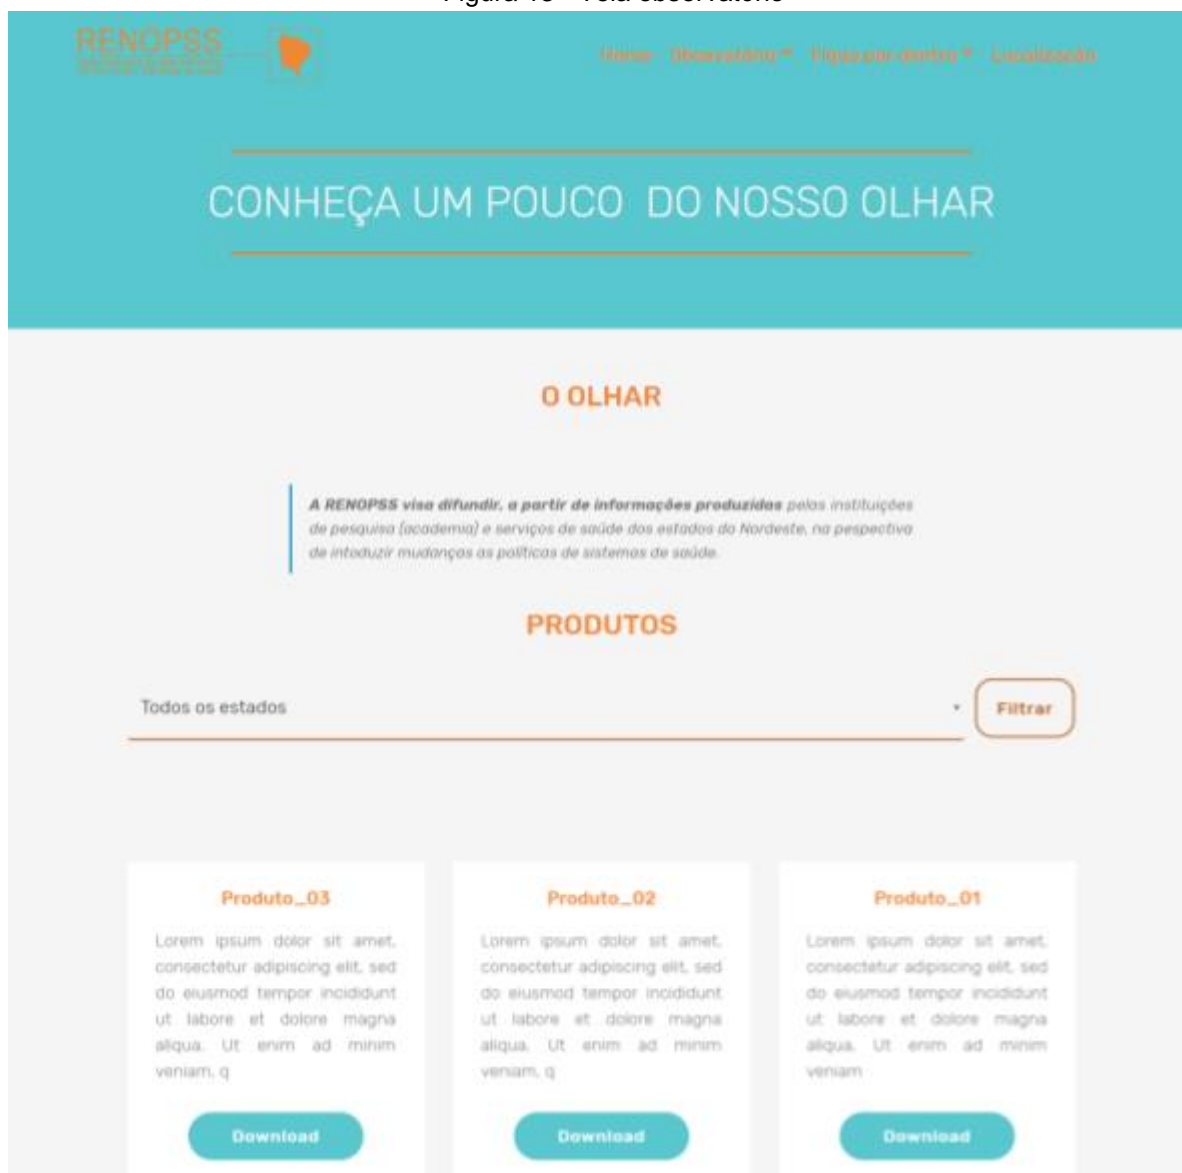 RENOPSS
Home Observatório Fique por dentro Localização
CONHEÇA UM POUCO DO NOSSO OLHAR
O OLHAR
A RENOPSS visa difundir, a partir de informações produzidas pelas instituições
de pesquisa (academia) e serviços de saúde dos estados do Nordeste, na pespectiva
de intoduzir mudanças as políticas de sistemas de saúde.
PRODUTOS
Todos os estados
Filtrar
Produto_03
Lorem ipsum dolor sit amet,
consectetur adipiscing elit, sed
do eiusmod tempor incididunt
ut labore et dolore magna
aliqua. Ut enim ad minim
veniam, q
Download
Produto_02
Lorem ipsum dolor sit amet,
consectetur adipiscing elit, sed
do eiusmod tempor incididunt
ut labore et dolore magna
aliqua. Ut enim ad minim
veniam, q
Download
Produto_01
Lorem ipsum dolor sit amet,
consectetur adipiscing elit, sed
do eiusmod tempor incididunt
ut labore et dolore magna
aliqua. Ut enim ad minim
veniam
Download